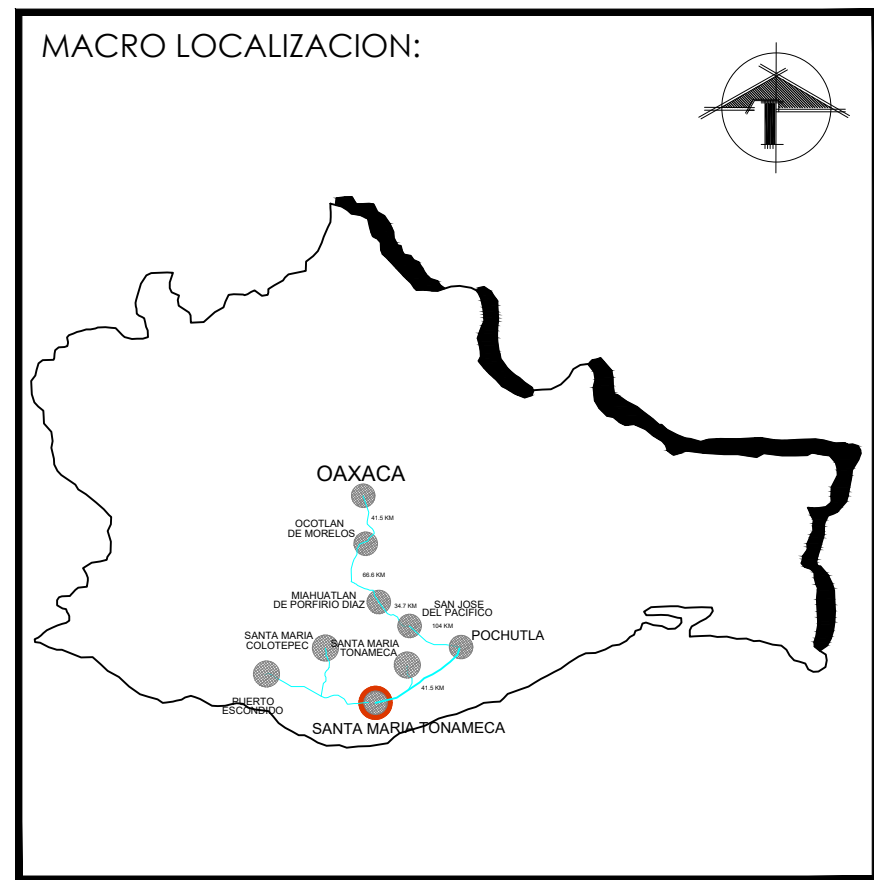 MACRO LOCALIZACION:
OAXACA
41.5 KM
OCOTLAN
DE MORELOS
66.6 KM
MIAHUATLAN
DE PORFIRIO DIAZ
34.7 KM
SAN JOSE
DEL PACIFICO
104 KM
POCHUTLA
SANTA MARIA
COLOTEPEC
SANTA MARIA
TONAMECA
41.5 KM
PUERTO
ESCONDIDO
SANTA MARIA TONAMECA